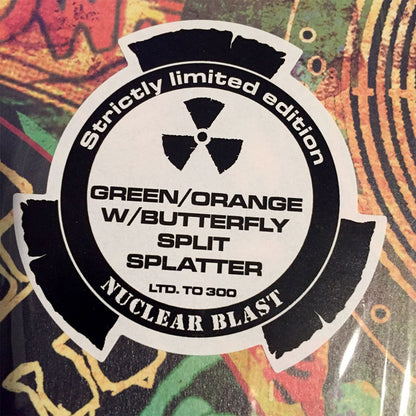 Strictly limited edition
GREEN/ORANGE
W/BUTTERFLY
SPLIT
SPLATTER
LTD. TO 300
NUCLEAR BLAST